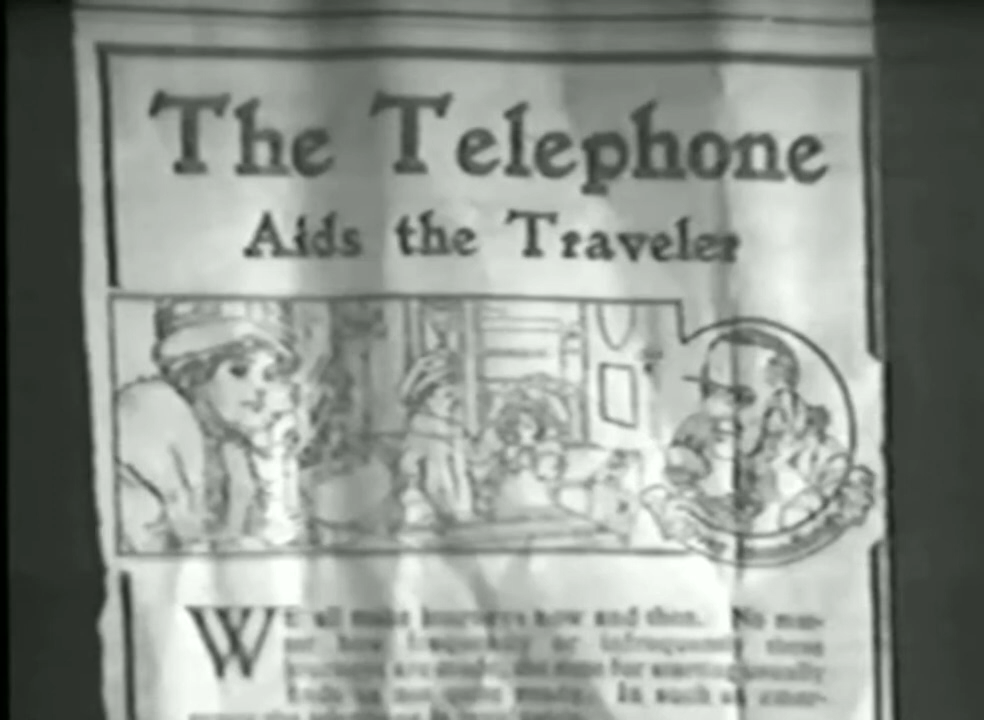 The Telephone
Aids the Traveler
WE all make journeys now and then. No mat-
ter how frequently or infrequently these
journeys are made, the time for starting usually
finds us not quite ready. In such an emer-